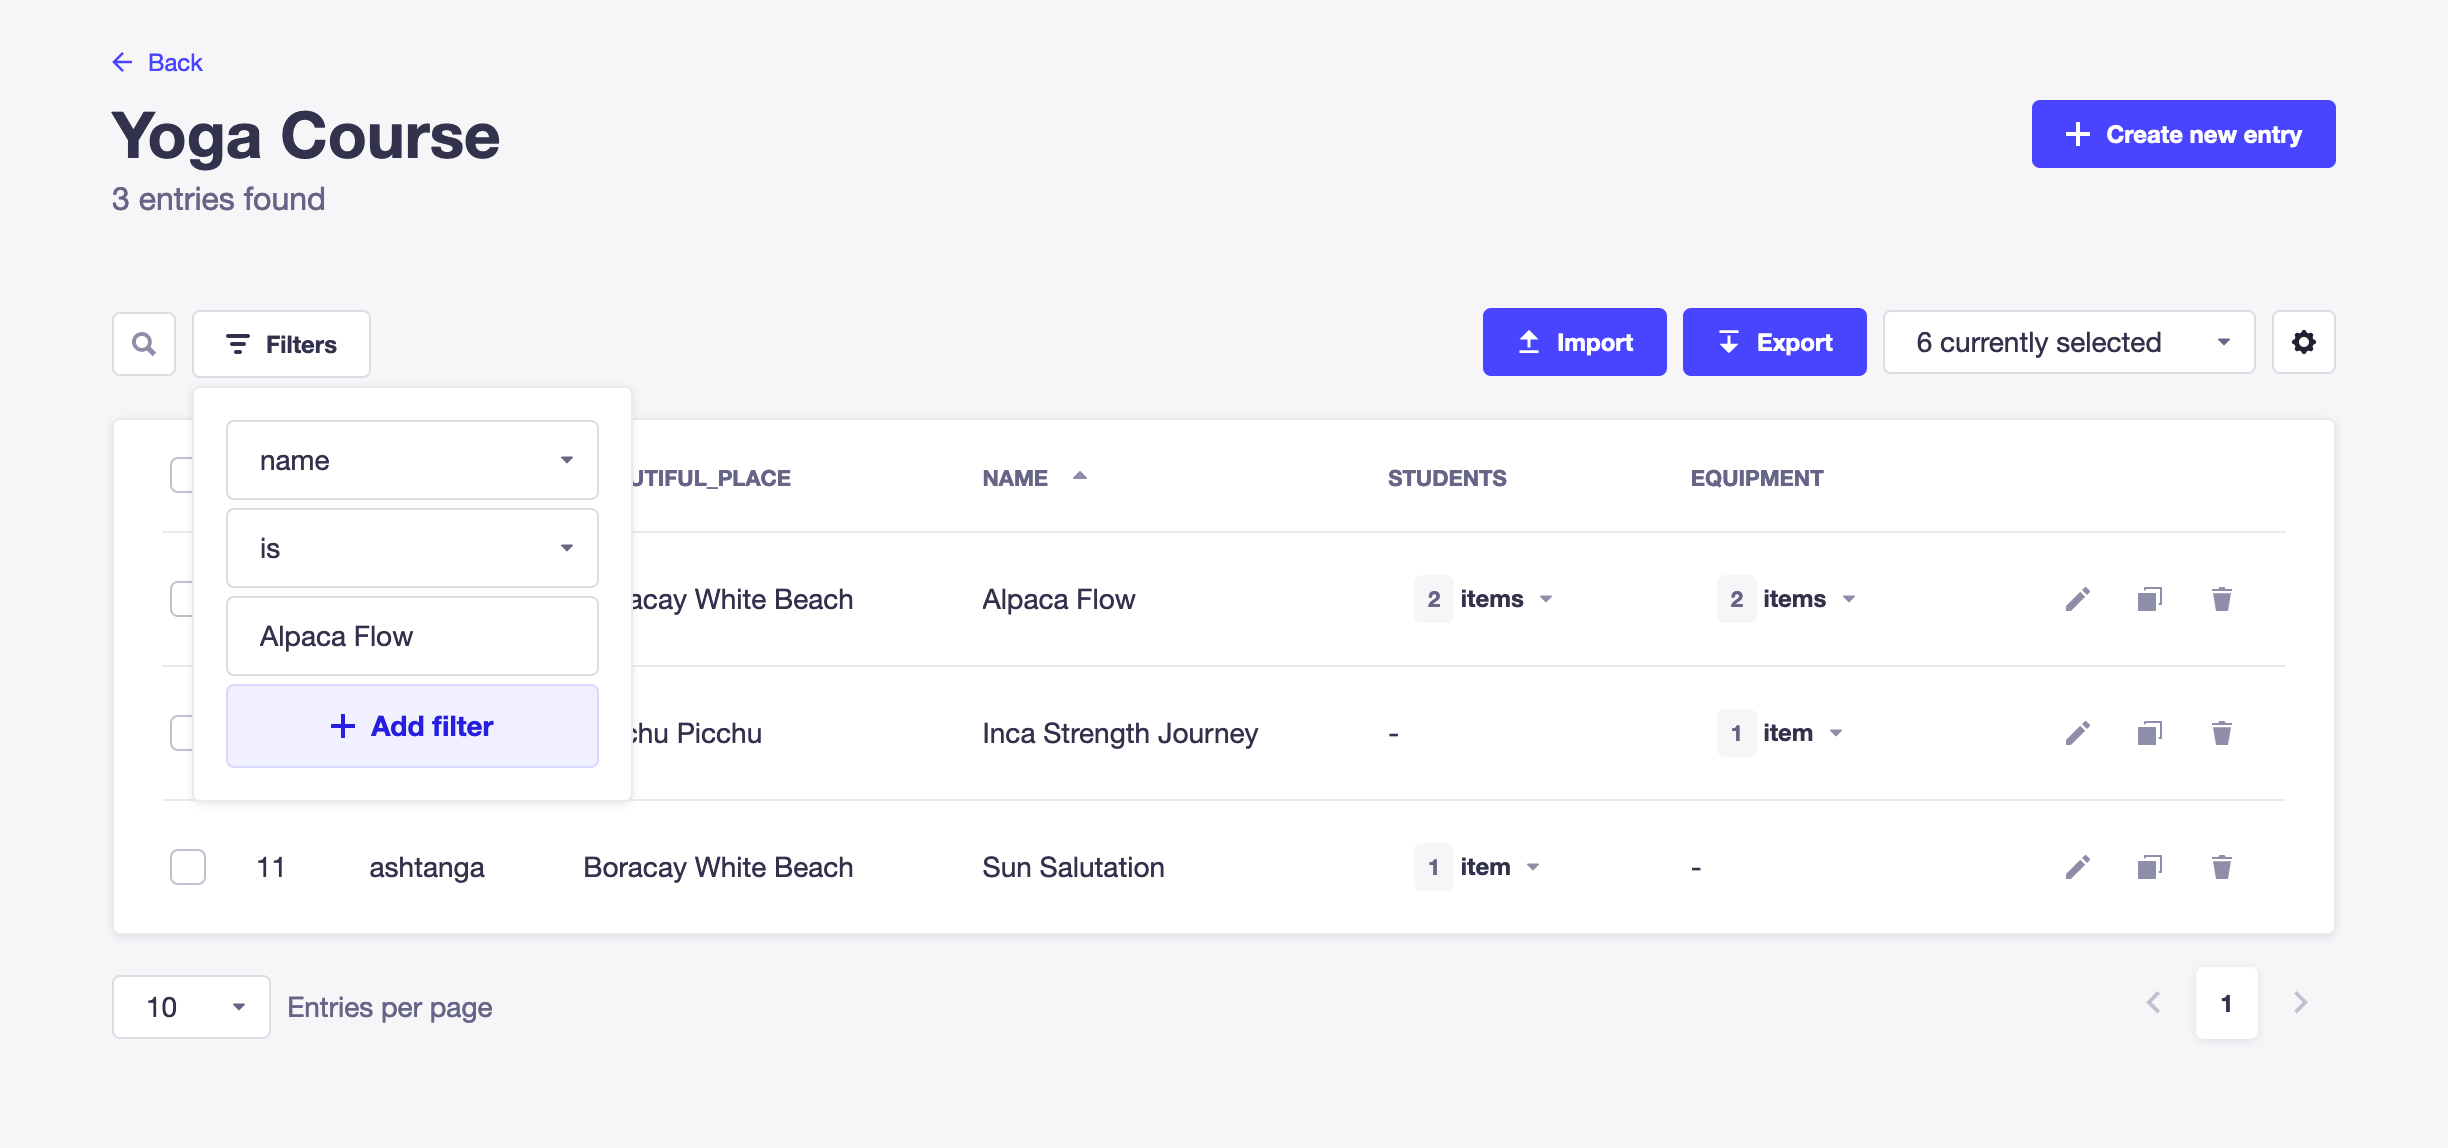 Back
Yoga Course
3 entries found
Create new entry
Filters
Import
Export
6 currently selected
name
is
Alpaca Flow
Add filter
UTIFUL_PLACE NAME STUDENTS EQUIPMENT
acay White Beach Alpaca Flow 2 items 2 items
chu Picchu Inca Strength Journey - 1 item
11 ashtanga Boracay White Beach Sun Salutation 1 item -
10 Entries per page
1